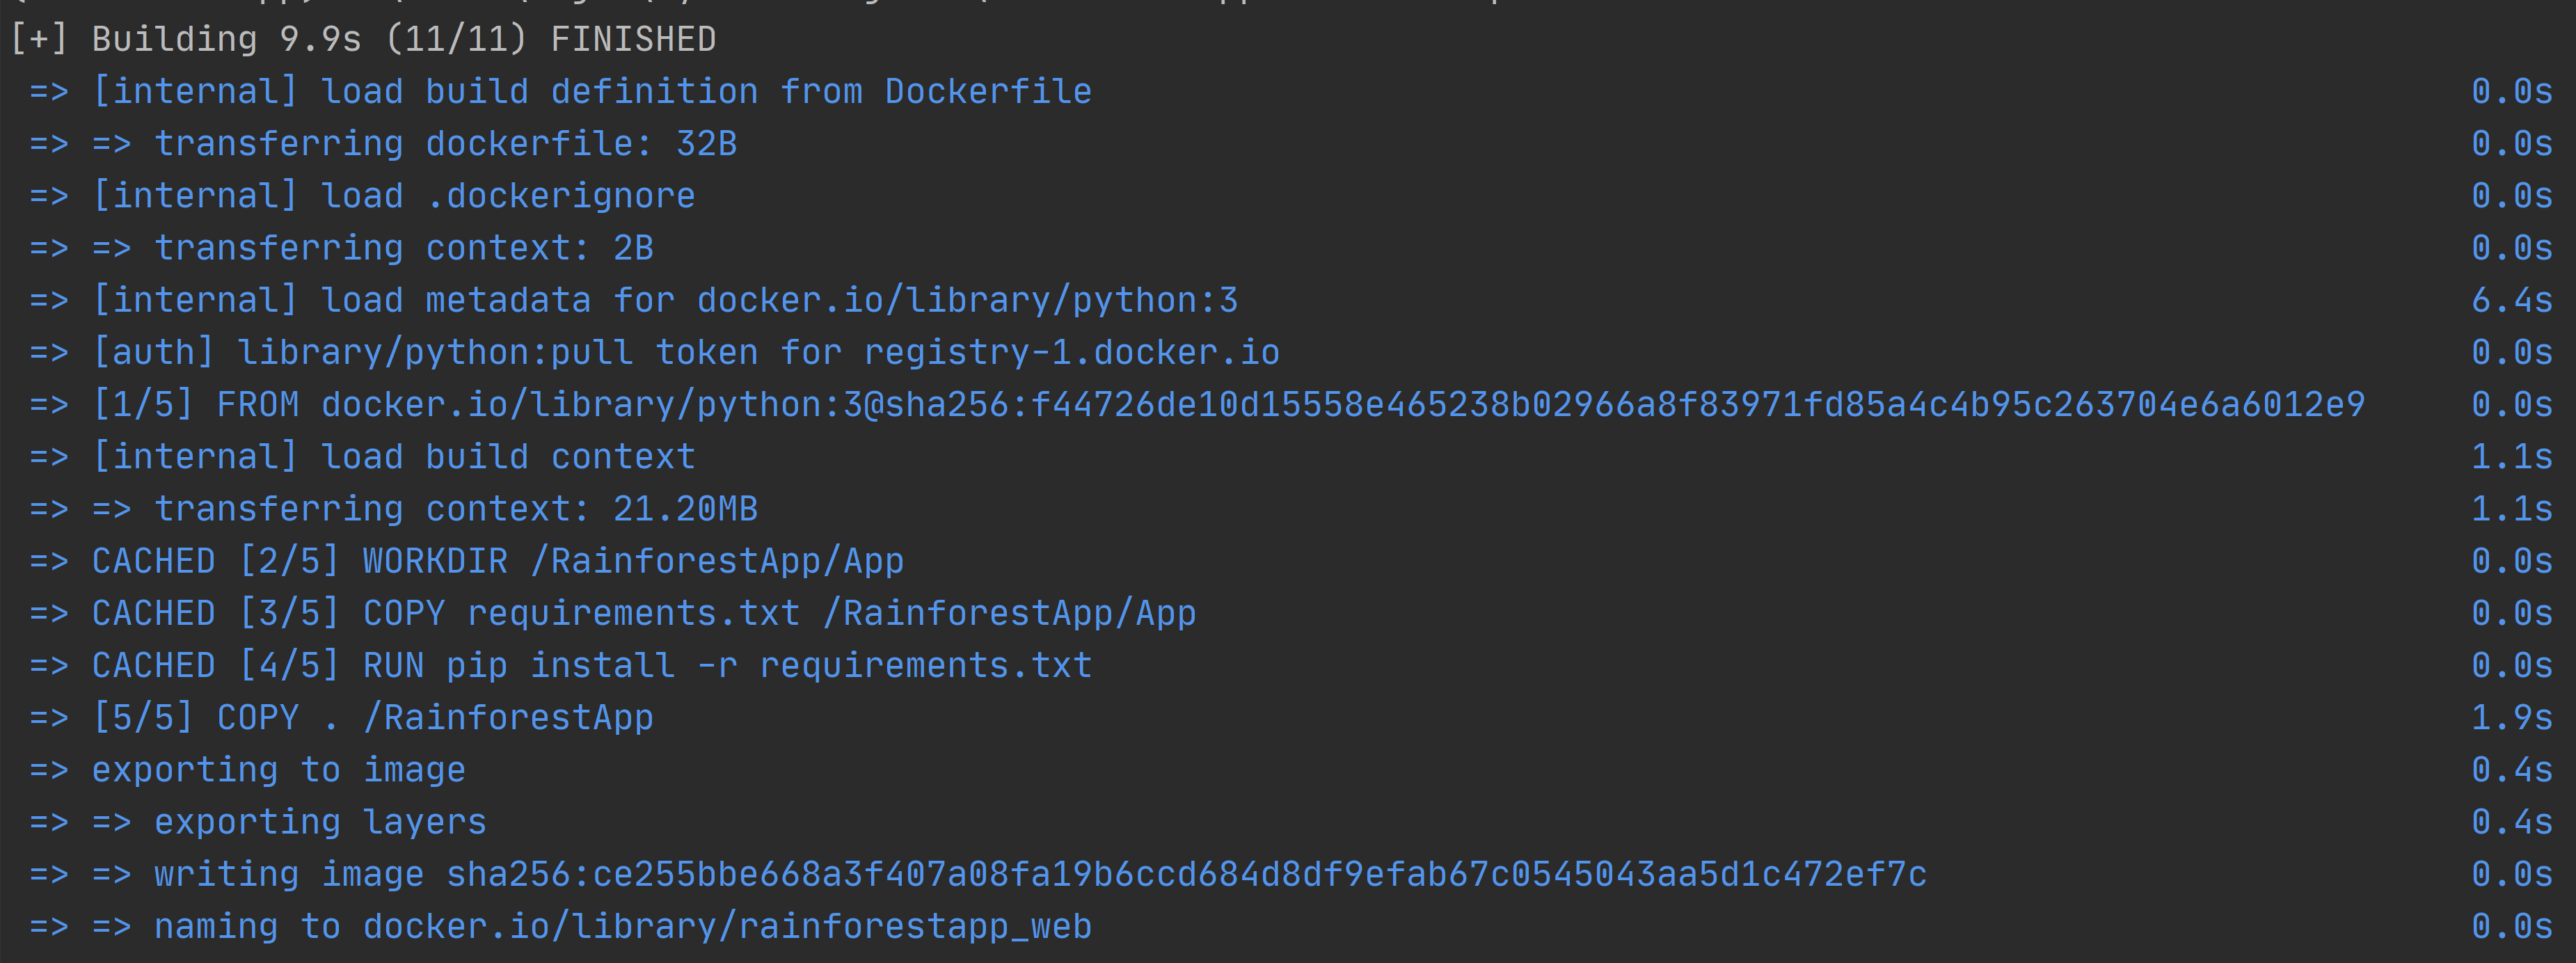 [+] Building 9.9s (11/11) FINISHED
=> [internal] load build definition from Dockerfile 0.0s
=> => transferring dockerfile: 32B 0.0s
=> [internal] load .dockerignore 0.0s
=> => transferring context: 2B 0.0s
=> [internal] load metadata for docker.io/library/python:3 6.4s
=> [auth] library/python:pull token for registry-1.docker.io 0.0s
=> [1/5] FROM docker.io/library/python:3@sha256:f44726de10d15558e465238b02966a8f83971fd85a4c4b95c263704e6a6012e9 0.0s
=> [internal] load build context 1.1s
=> => transferring context: 21.20MB 1.1s
=> CACHED [2/5] WORKDIR /RainforestApp/App 0.0s
=> CACHED [3/5] COPY requirements.txt /RainforestApp/App 0.0s
=> CACHED [4/5] RUN pip install -r requirements.txt 0.0s
=> [5/5] COPY . /RainforestApp 1.9s
=> exporting to image 0.4s
=> => exporting layers 0.4s
=> => writing image sha256:ce255bbe668a3f407a08fa19b6ccd684d8df9efab67c0545043aa5d1c472ef7c 0.0s
=> => naming to docker.io/library/rainforestapp_web 0.0s